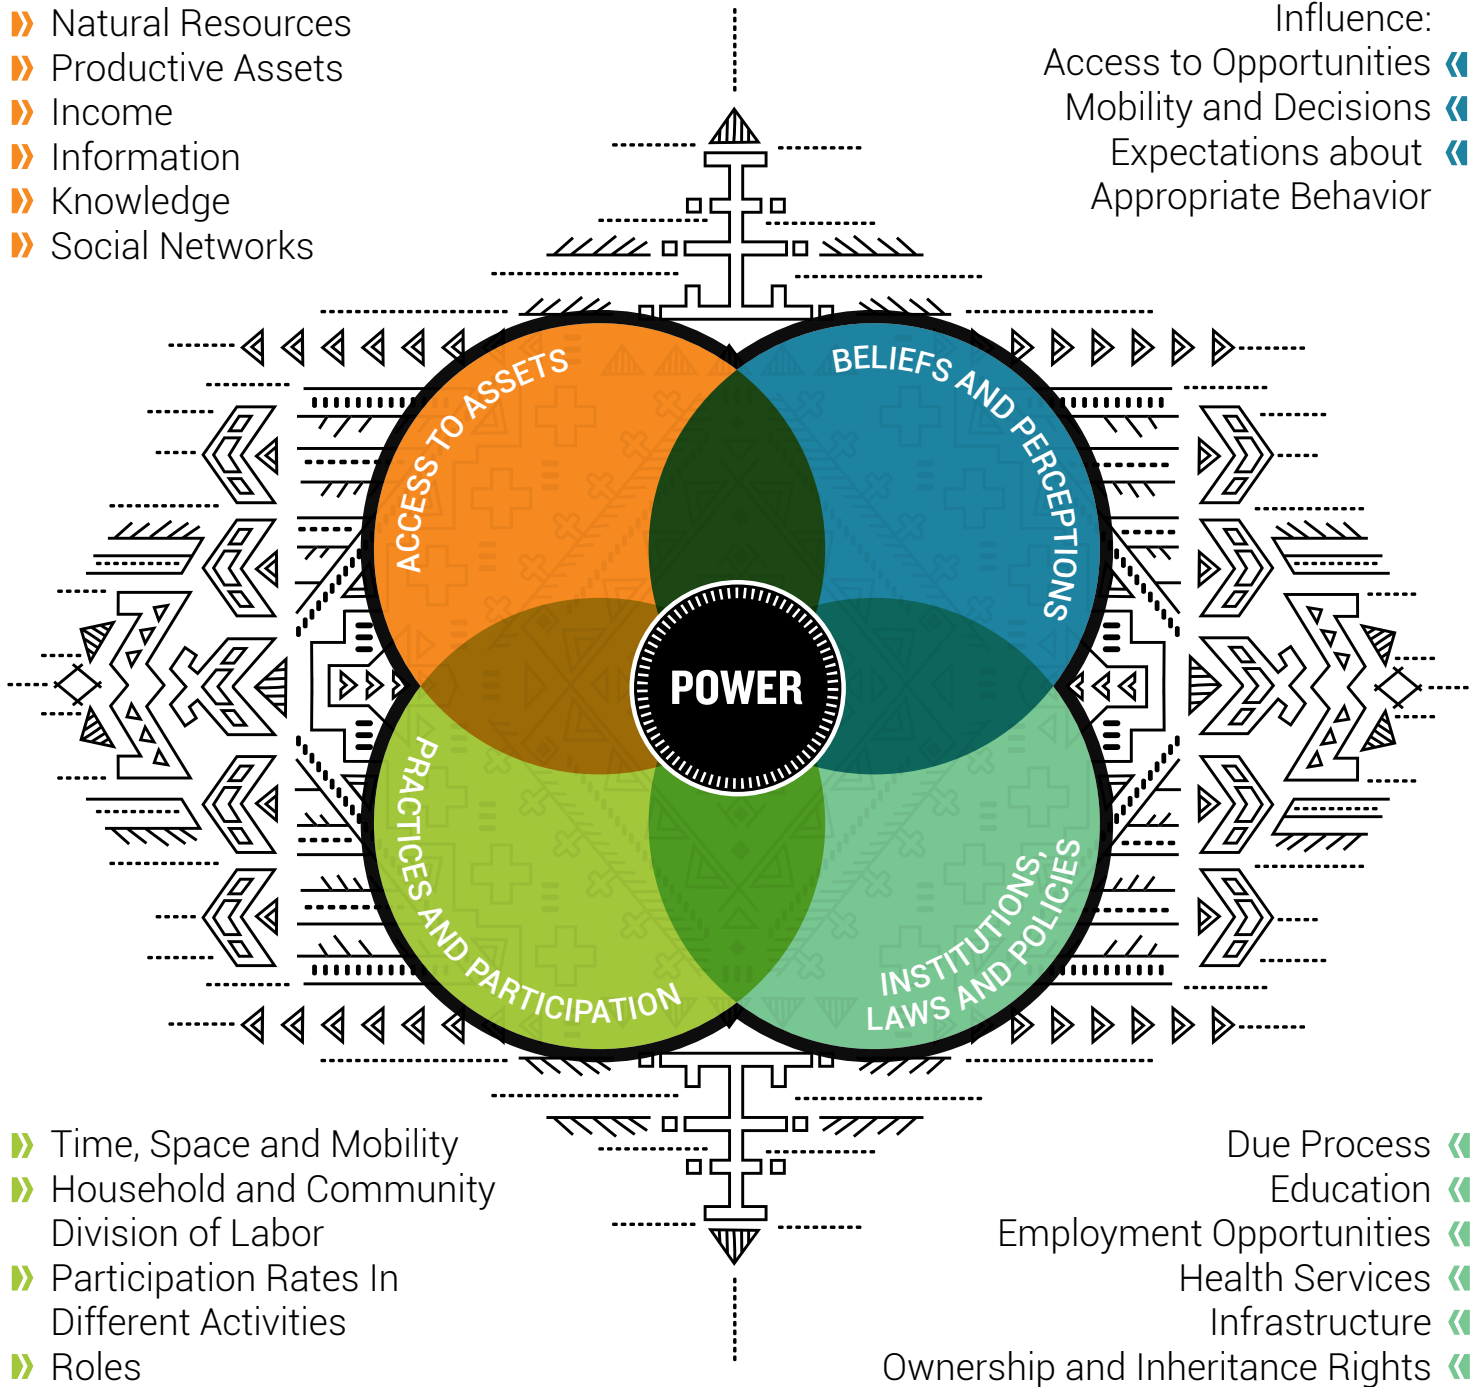 Natural Resources
Productive Assets
Income
Information
Knowledge
Social Networks
Influence:
Access to Opportunities
Mobility and Decisions
Expectations about
Appropriate Behavior
ACCESS TO ASSETS
BELIEFS AND PERCEPTIONS
POWER
PRACTICES AND PARTICIPATION
INSTITUTIONS,
LAWS AND POLICIES
Time, Space and Mobility
Household and Community
Division of Labor
Participation Rates In
Different Activities
Roles
Due Process
Education
Employment Opportunities
Health Services
Infrastructure
Ownership and Inheritance Rights